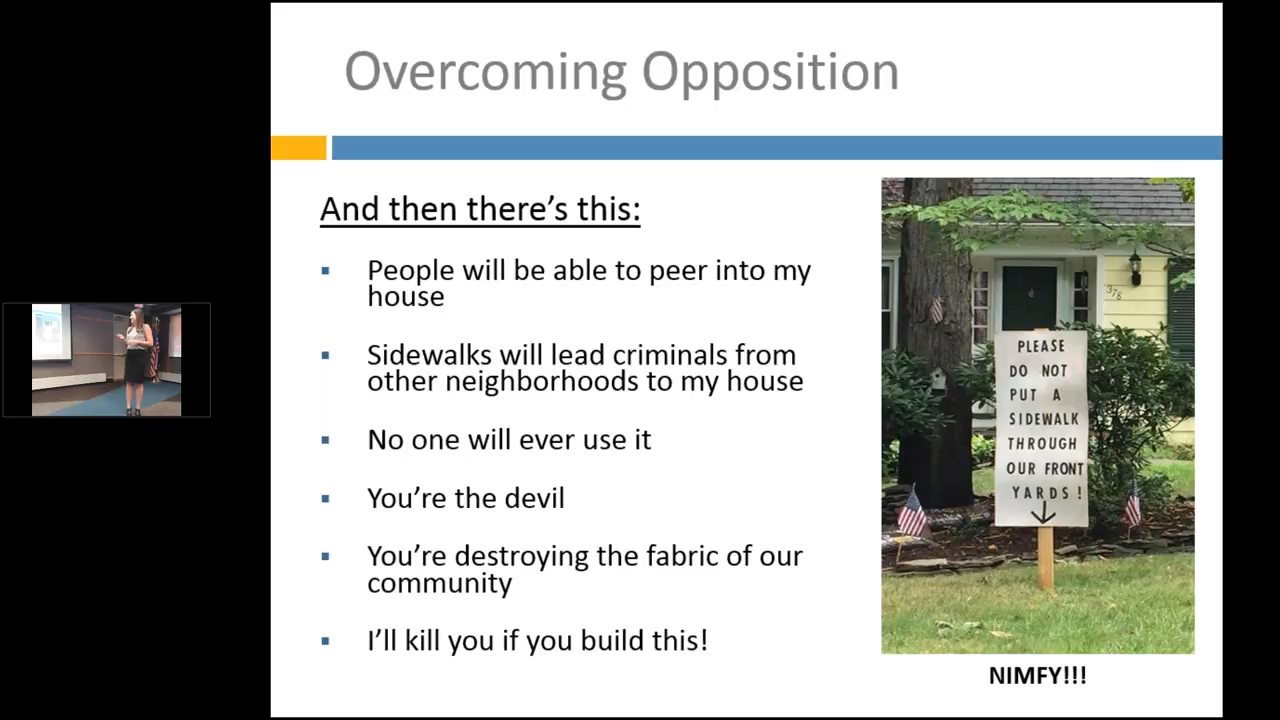 Overcoming Opposition
And then there's this:
▪ People will be able to peer into my
house
▪ Sidewalks will lead criminals from
other neighborhoods to my house
▪ No one will ever use it
▪ You're the devil
▪ You're destroying the fabric of our
community
▪ I'll kill you if you build this!
378
PLEASE
DO NOT
PUT A
SIDEWALK
THROUGH
OUR FRONT
YARDS!
NIMFY!!!